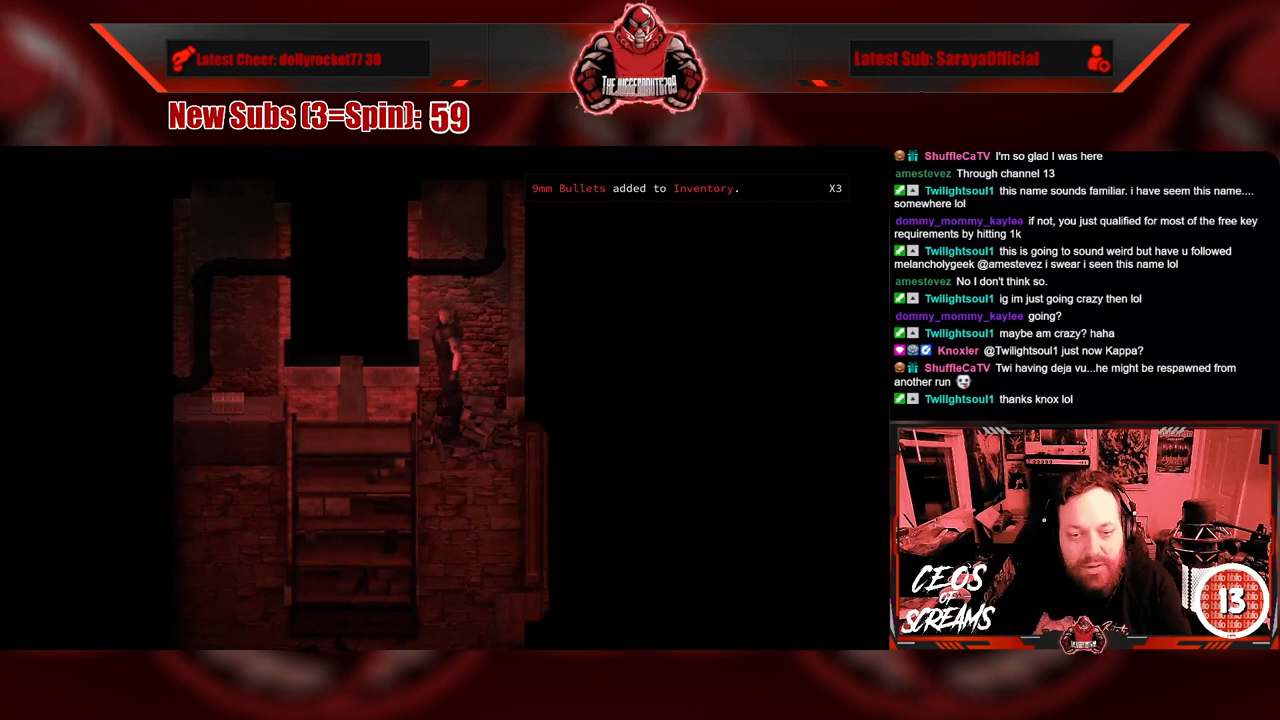 Latest Cheer: dollyrocket77 30
THEJUGGERNAUT6789
Latest Sub: SarayaOfficial
New Subs (3=Spin): 59
9mm Bullets added to Inventory. X3
ShuffleCaTV I'm so glad I was here
amestevez Through channel 13
Twilightsoul1 this name sounds familar. i have seem this name....
somewhere lol
dommy_mommy_kaylee if not, you just qualified for most of the free key
requirements by hitting 1k
Twilightsoul1 this is going to sound weird but have u followed
melancholygeek @amestevez i swear i seen this name lol
amestevez No I don't think so.
Twilightsoul1 ig im just going crazy then lol
dommy_mommy_kaylee going?
Twilightsoul1 maybe am crazy? haha
Knoxler @Twilightsoul1 just now Kappa?
ShuffleCaTV Twi having deja vu...he might be respawned from
another run
Twilightsoul1 thanks knox lol
CEOS
OF
SCREAMS
13